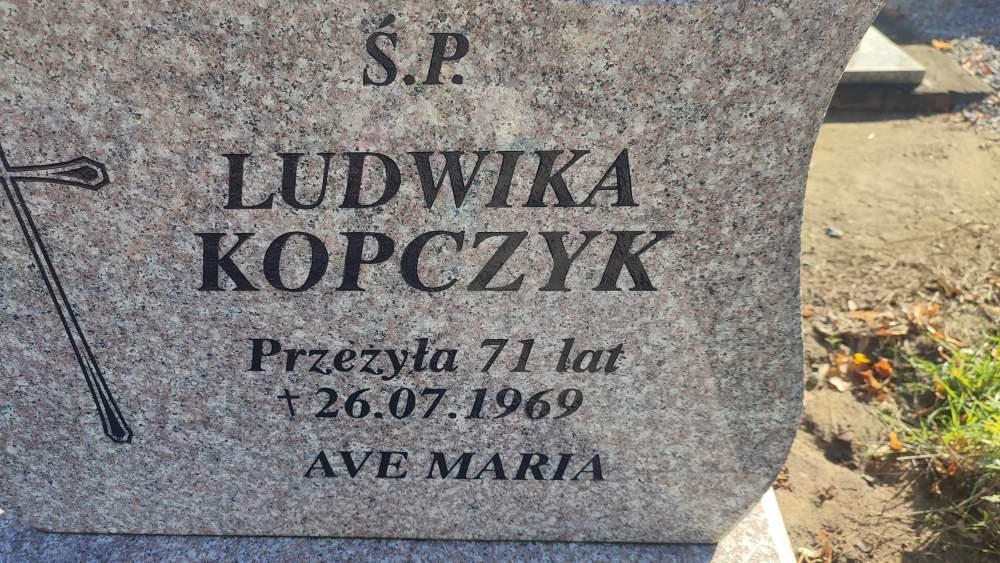 Ś.P.
LUDWIKA
KOPCZYK
Przeżyła 71 lat
† 26.07.1969
AVE MARIA